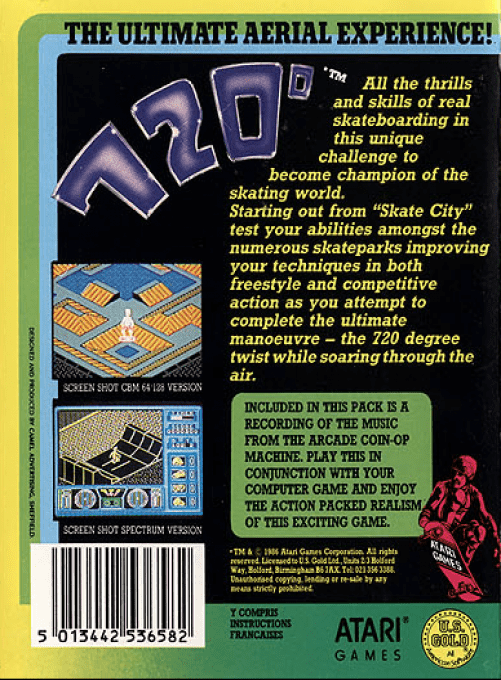 THE ULTIMATE AERIAL EXPERIENCE!
720° TM
All the thrills
and skills of real
skateboarding in
this unique
challenge to
become champion of the
skating world.
Starting out from “Skate City”
test your abilities amongst the
numerous skateparks improving
your techniques in both
freestyle and competitive
action as you attempt to
complete the ultimate
manoeuvre – the 720 degree
twist while soaring through the
air.
SCREEN SHOT CBM 64/128 VERSION
SCREEN SHOT SPECTRUM VERSION
INCLUDED IN THIS PACK IS A
RECORDING OF THE MUSIC
FROM THE ARCADE COIN-OP
MACHINE. PLAY THIS IN
CONJUNCTION WITH YOUR
COMPUTER GAME AND ENJOY
THE ACTION PACKED REALISM
OF THIS EXCITING GAME.
ATARI
GAMES
DESIGNED AND PRODUCED BY CAMEL ADVERTISING, SHEFFIELD
* TM & © 1986 Atari Games Corporation. All rights
reserved. Licensed to U.S. Gold Ltd., Units 2/3 Holford
Way, Holford, Birmingham B6 7AX. Tel: 021 356 3388.
Unauthorised copying, lending or re-sale by any
means strictly prohibited.
5 013442 536582
Y COMPRIS
INSTRUCTIONS
FRANCAISES
ATARI®
GAMES
U.S.
GOLD
All
American Software